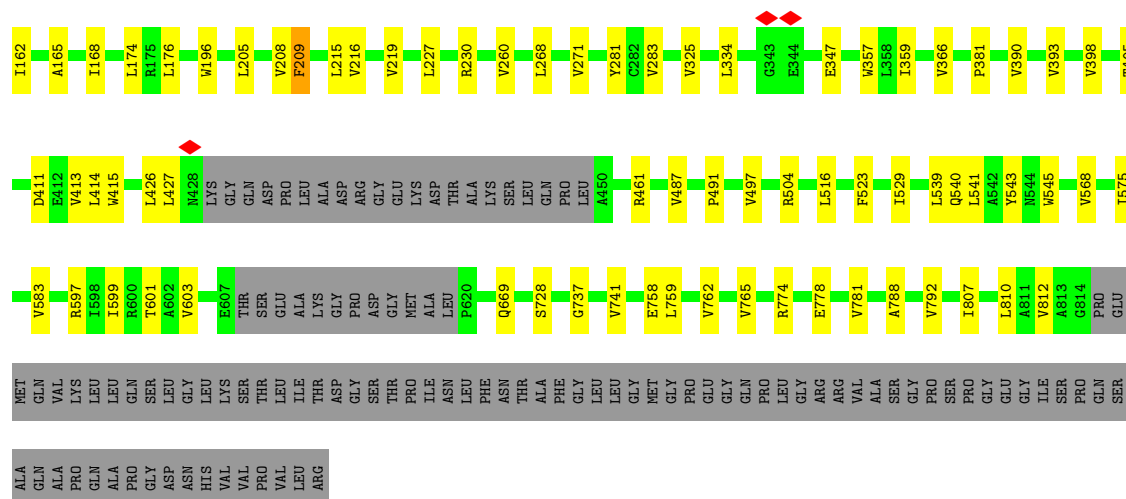 I162 A165 I168 L174 R175 L176 W196 L205 V208 F209 L215 V216 V219 L227 R230 V260 L268 V271 Y281 C282 V283 V325 L334 G343 E344 E347 W357 L358 I359 V366 P381 V390 V393 V398
D411 E412 V413 L414 W415 L426 L427 N428 LYS GLY GLN ASP PRO LEU ALA ASP ARG GLY GLU LYS ASP THR ALA LYS SER LEU GLN PRO LEU A450 R461 V487 P491 V497 R504 L516 F523 I529 L539 Q540 L541 A542 Y543 N544 W545 V568 I575
V583 R597 I598 I599 R600 T601 A602 V603 E607 THR SER GLU ALA LYS GLY PRO ASP GLY MET ALA LEU P620 Q669 S728 G737 V741 E758 L759 V762 V765 R774 E778 V781 A788 V792 I807 L810 A811 V812 A813 G814 PRO GLU
MET GLN VAL LYS LEU LEU GLN SER LEU GLY LEU LYS SER THR LEU ILE THR ASP GLY SER THR PRO ILE ASN LEU PHE ASN THR ALA PHE GLY LEU LEU GLY MET GLY PRO GLU GLY GLN PRO LEU GLY ARG ARG VAL ALA SER GLY PRO SER PRO GLY GLU GLY ILE SER PRO GLN SER
ALA GLN ALA PRO GLN ALA PRO GLY ASP ASN HIS VAL VAL PRO VAL LEU ARG